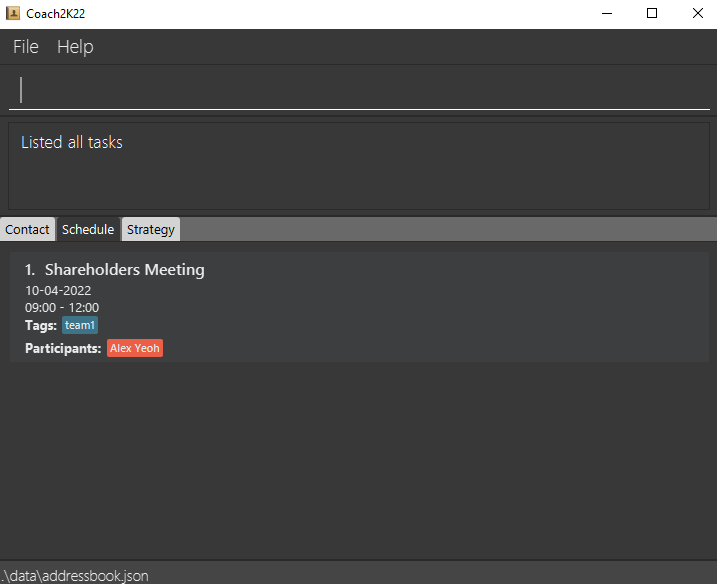 Coach2K22
File Help
Listed all tasks
Contact Schedule Strategy
1. Shareholders Meeting
10-04-2022
09:00 - 12:00
Tags: team1
Participants: Alex Yeoh
.\data\addressbook.json